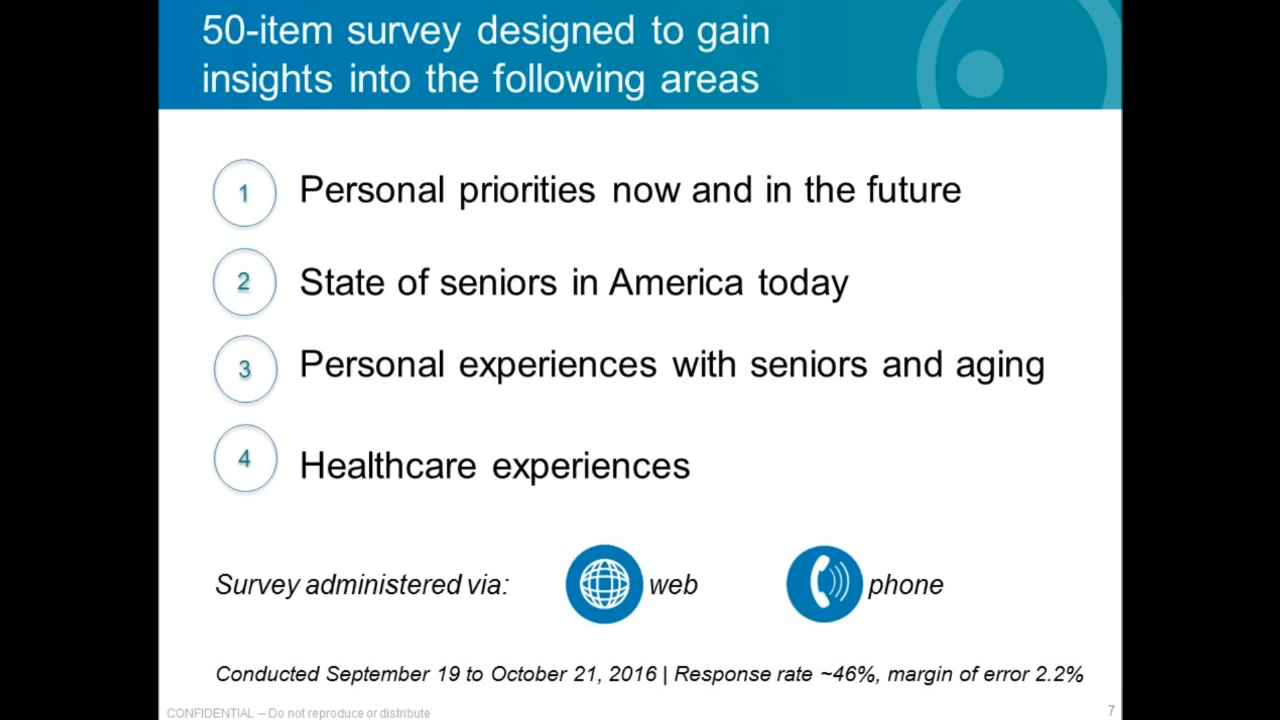 50-item survey designed to gain
insights into the following areas
1 Personal priorities now and in the future
2 State of seniors in America today
3 Personal experiences with seniors and aging
4 Healthcare experiences
Survey administered via: web phone
Conducted September 19 to October 21, 2016 | Response rate ~46%, margin of error 2.2%
CONFIDENTIAL – Do not reproduce or distribute 7